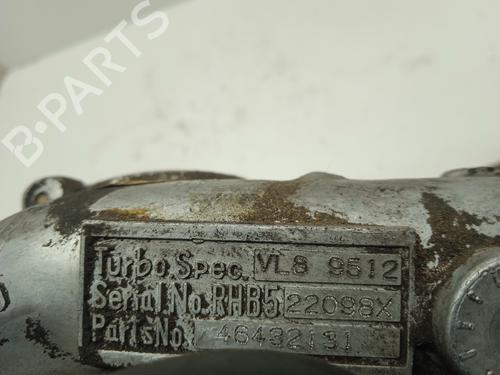 B-PARTS
Turbo Spec. VL8 9512
Serial No. RHB5 22098X
Parts No. 46432131